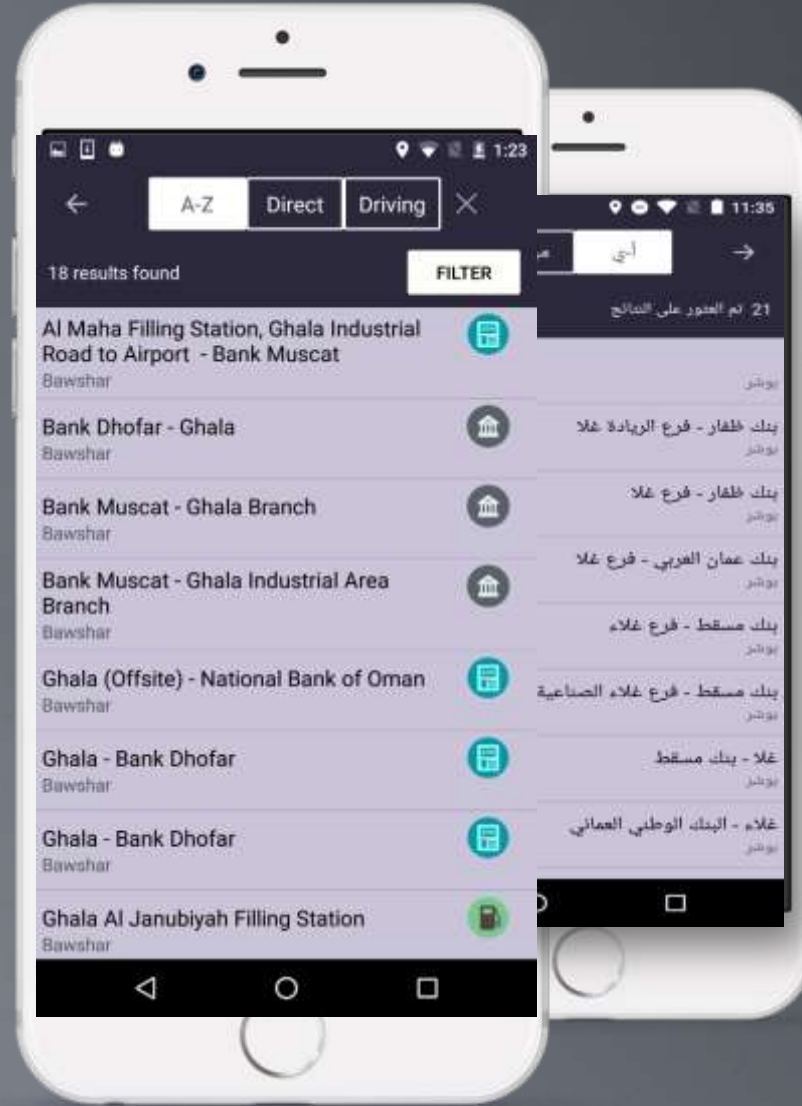 1:23
A-Z
Direct
Driving
18 results found
FILTER
Al Maha Filling Station, Ghala Industrial
Road to Airport - Bank Muscat
Bawshar
Bank Dhofar - Ghala
Bawshar
Bank Muscat - Ghala Branch
Bawshar
Bank Muscat - Ghala Industrial Area
Branch
Bawshar
Ghala (Offsite) - National Bank of Oman
Bawshar
Ghala - Bank Dhofar
Bawshar
Ghala - Bank Dhofar
Bawshar
Ghala Al Janubiyah Filling Station
Bawshar
11:35
أ-ي
21 تم العثور على النتائج
بوشر
بنك ظفار - فرع الريادة غلا
بوشر
بنك ظفار - فرع غلا
بوشر
بنك عمان العربي - فرع غلا
بوشر
بنك مسقط - فرع غلاء
بوشر
بنك مسقط - فرع غلاء الصناعية
بوشر
غلا - بنك مسقط
بوشر
غلاء - البنك الوطني العماني
بوشر